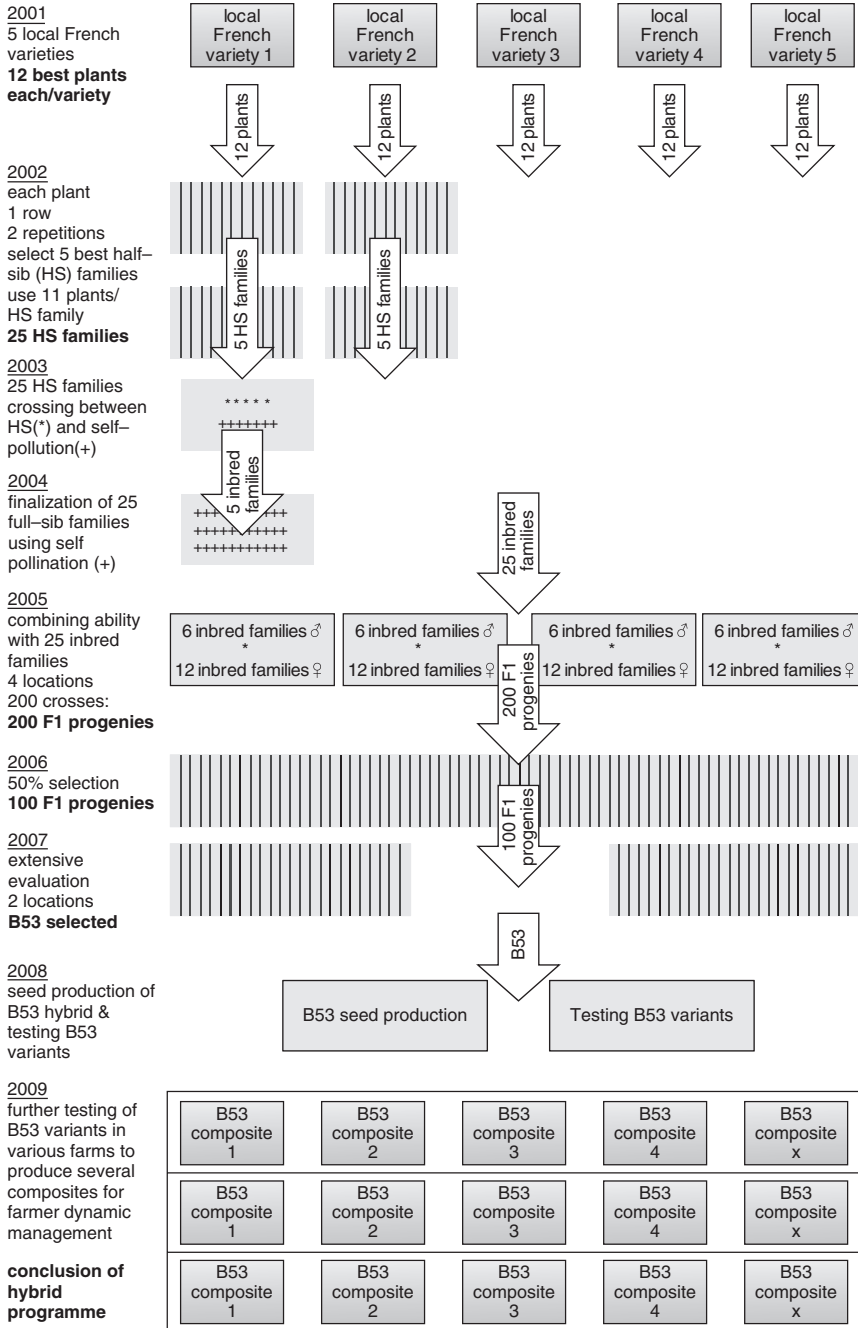 2001
5 local French
varieties
12 best plants
each/variety
local
French
variety 1
local
French
variety 2
local
French
variety 3
local
French
variety 4
local
French
variety 5
12 plants
12 plants
12 plants
12 plants
12 plants
2002
each plant
1 row
2 repetitions
select 5 best half–
sib (HS) families
use 11 plants/
HS family
25 HS families
5 HS families
5 HS families
2003
25 HS families
crossing between
HS(*) and self–
pollution(+)
* * * * *
+++++++
5 inbred
families
2004
finalization of 25
full–sib families
using self
pollination (+)
25 inbred
families
2005
combining ability
with 25 inbred
families
4 locations
200 crosses:
200 F1 progenies
6 inbred families ♂
*
12 inbred families ♀
6 inbred families ♂
*
12 inbred families ♀
6 inbred families ♂
*
12 inbred families ♀
6 inbred families ♂
*
12 inbred families ♀
200 F1
progenies
2006
50% selection
100 F1 progenies
100 F1
progenies
2007
extensive
evaluation
2 locations
B53 selected
B53
2008
seed production of
B53 hybrid &
testing B53
variants
B53 seed production
Testing B53 variants
2009
further testing of
B53 variants in
various farms to
produce several
composites for
farmer dynamic
management
conclusion of
hybrid
programme
B53
composite
1
B53
composite
2
B53
composite
3
B53
composite
4
B53
composite
x
B53
composite
1
B53
composite
2
B53
composite
3
B53
composite
4
B53
composite
x
B53
composite
1
B53
composite
2
B53
composite
3
B53
composite
4
B53
composite
x